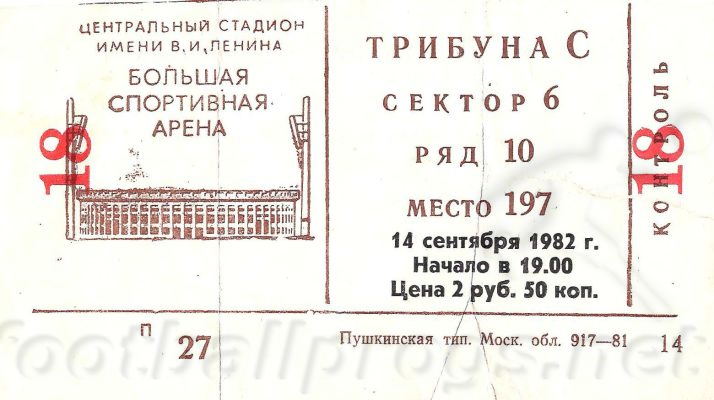 ЦЕНТРАЛЬНЫЙ СТАДИОН
ИМЕНИ В. И. ЛЕНИНА
БОЛЬШАЯ
СПОРТИВНАЯ
АРЕНА
18
ТРИБУНА С
СЕКТОР 6
РЯД 10
МЕСТО 197
14 сентября 1982 г.
Начало в 19.00
Цена 2 руб. 50 коп.
КОНТРОЛЬ
18
П
27
Пушкинская тип. Моск. обл. 917—81
14
footballprogs.net